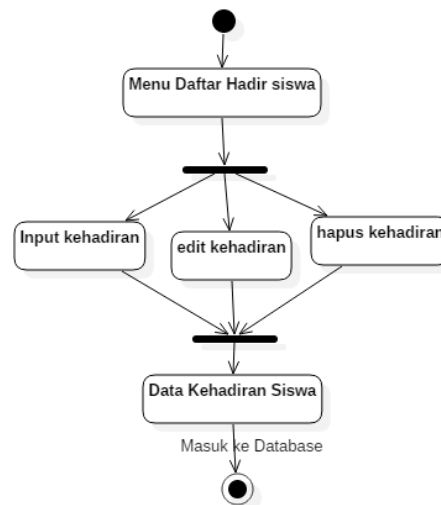 Menu Daftar Hadir siswa
Input kehadiran
edit kehadiran
hapus kehadiran
Data Kehadiran Siswa
Masuk ke Database